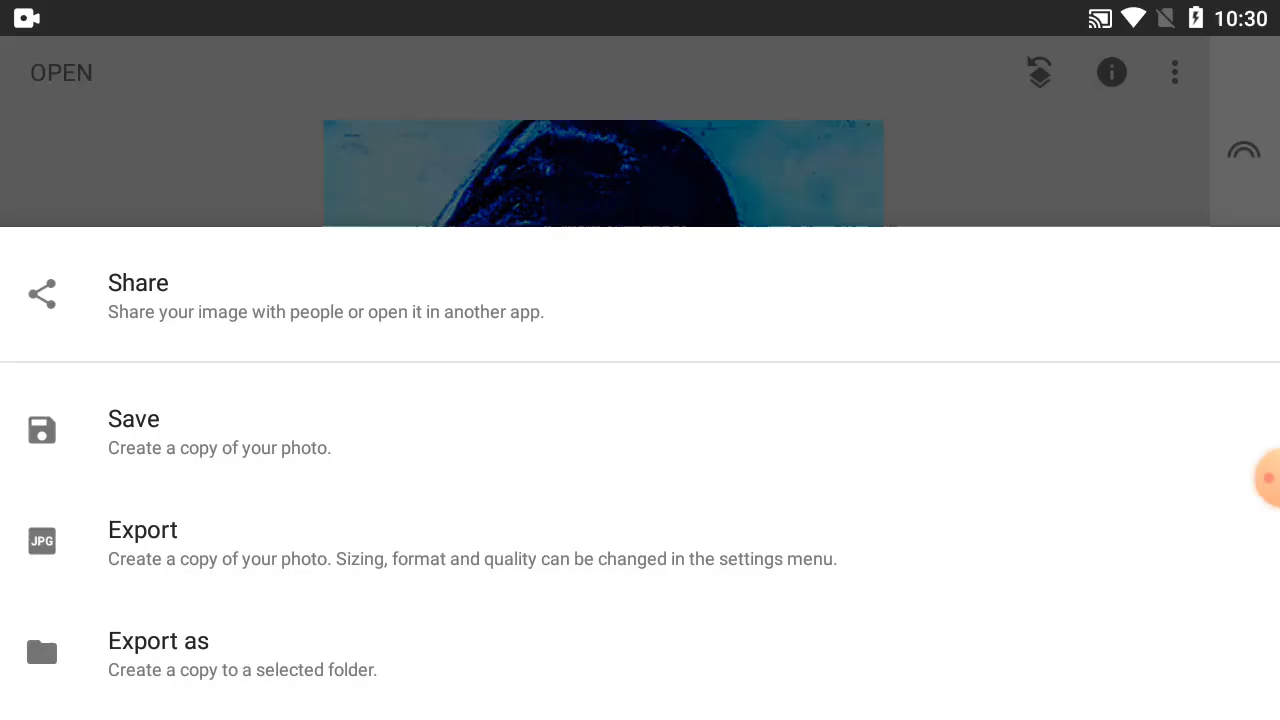 10:30
OPEN
Share
Share your image with people or open it in another app.
Save
Create a copy of your photo.
JPG
Export
Create a copy of your photo. Sizing, format and quality can be changed in the settings menu.
Export as
Create a copy to a selected folder.